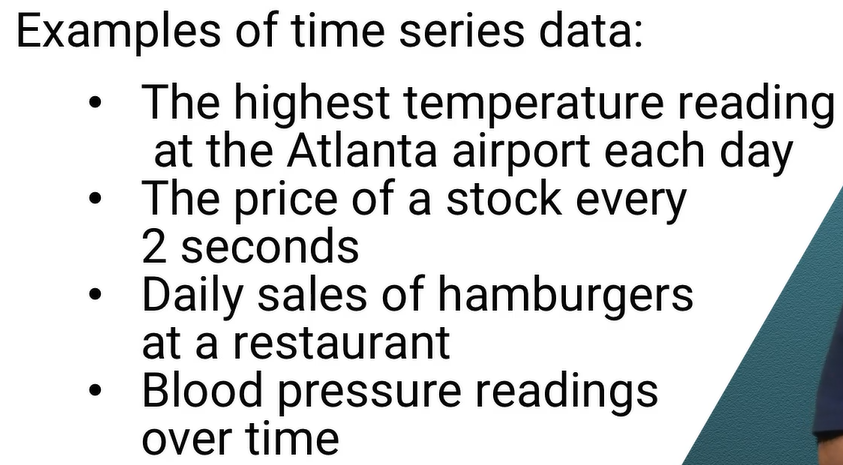 Examples of time series data:
• The highest temperature reading
at the Atlanta airport each day
• The price of a stock every
2 seconds
• Daily sales of hamburgers
at a restaurant
• Blood pressure readings
over time